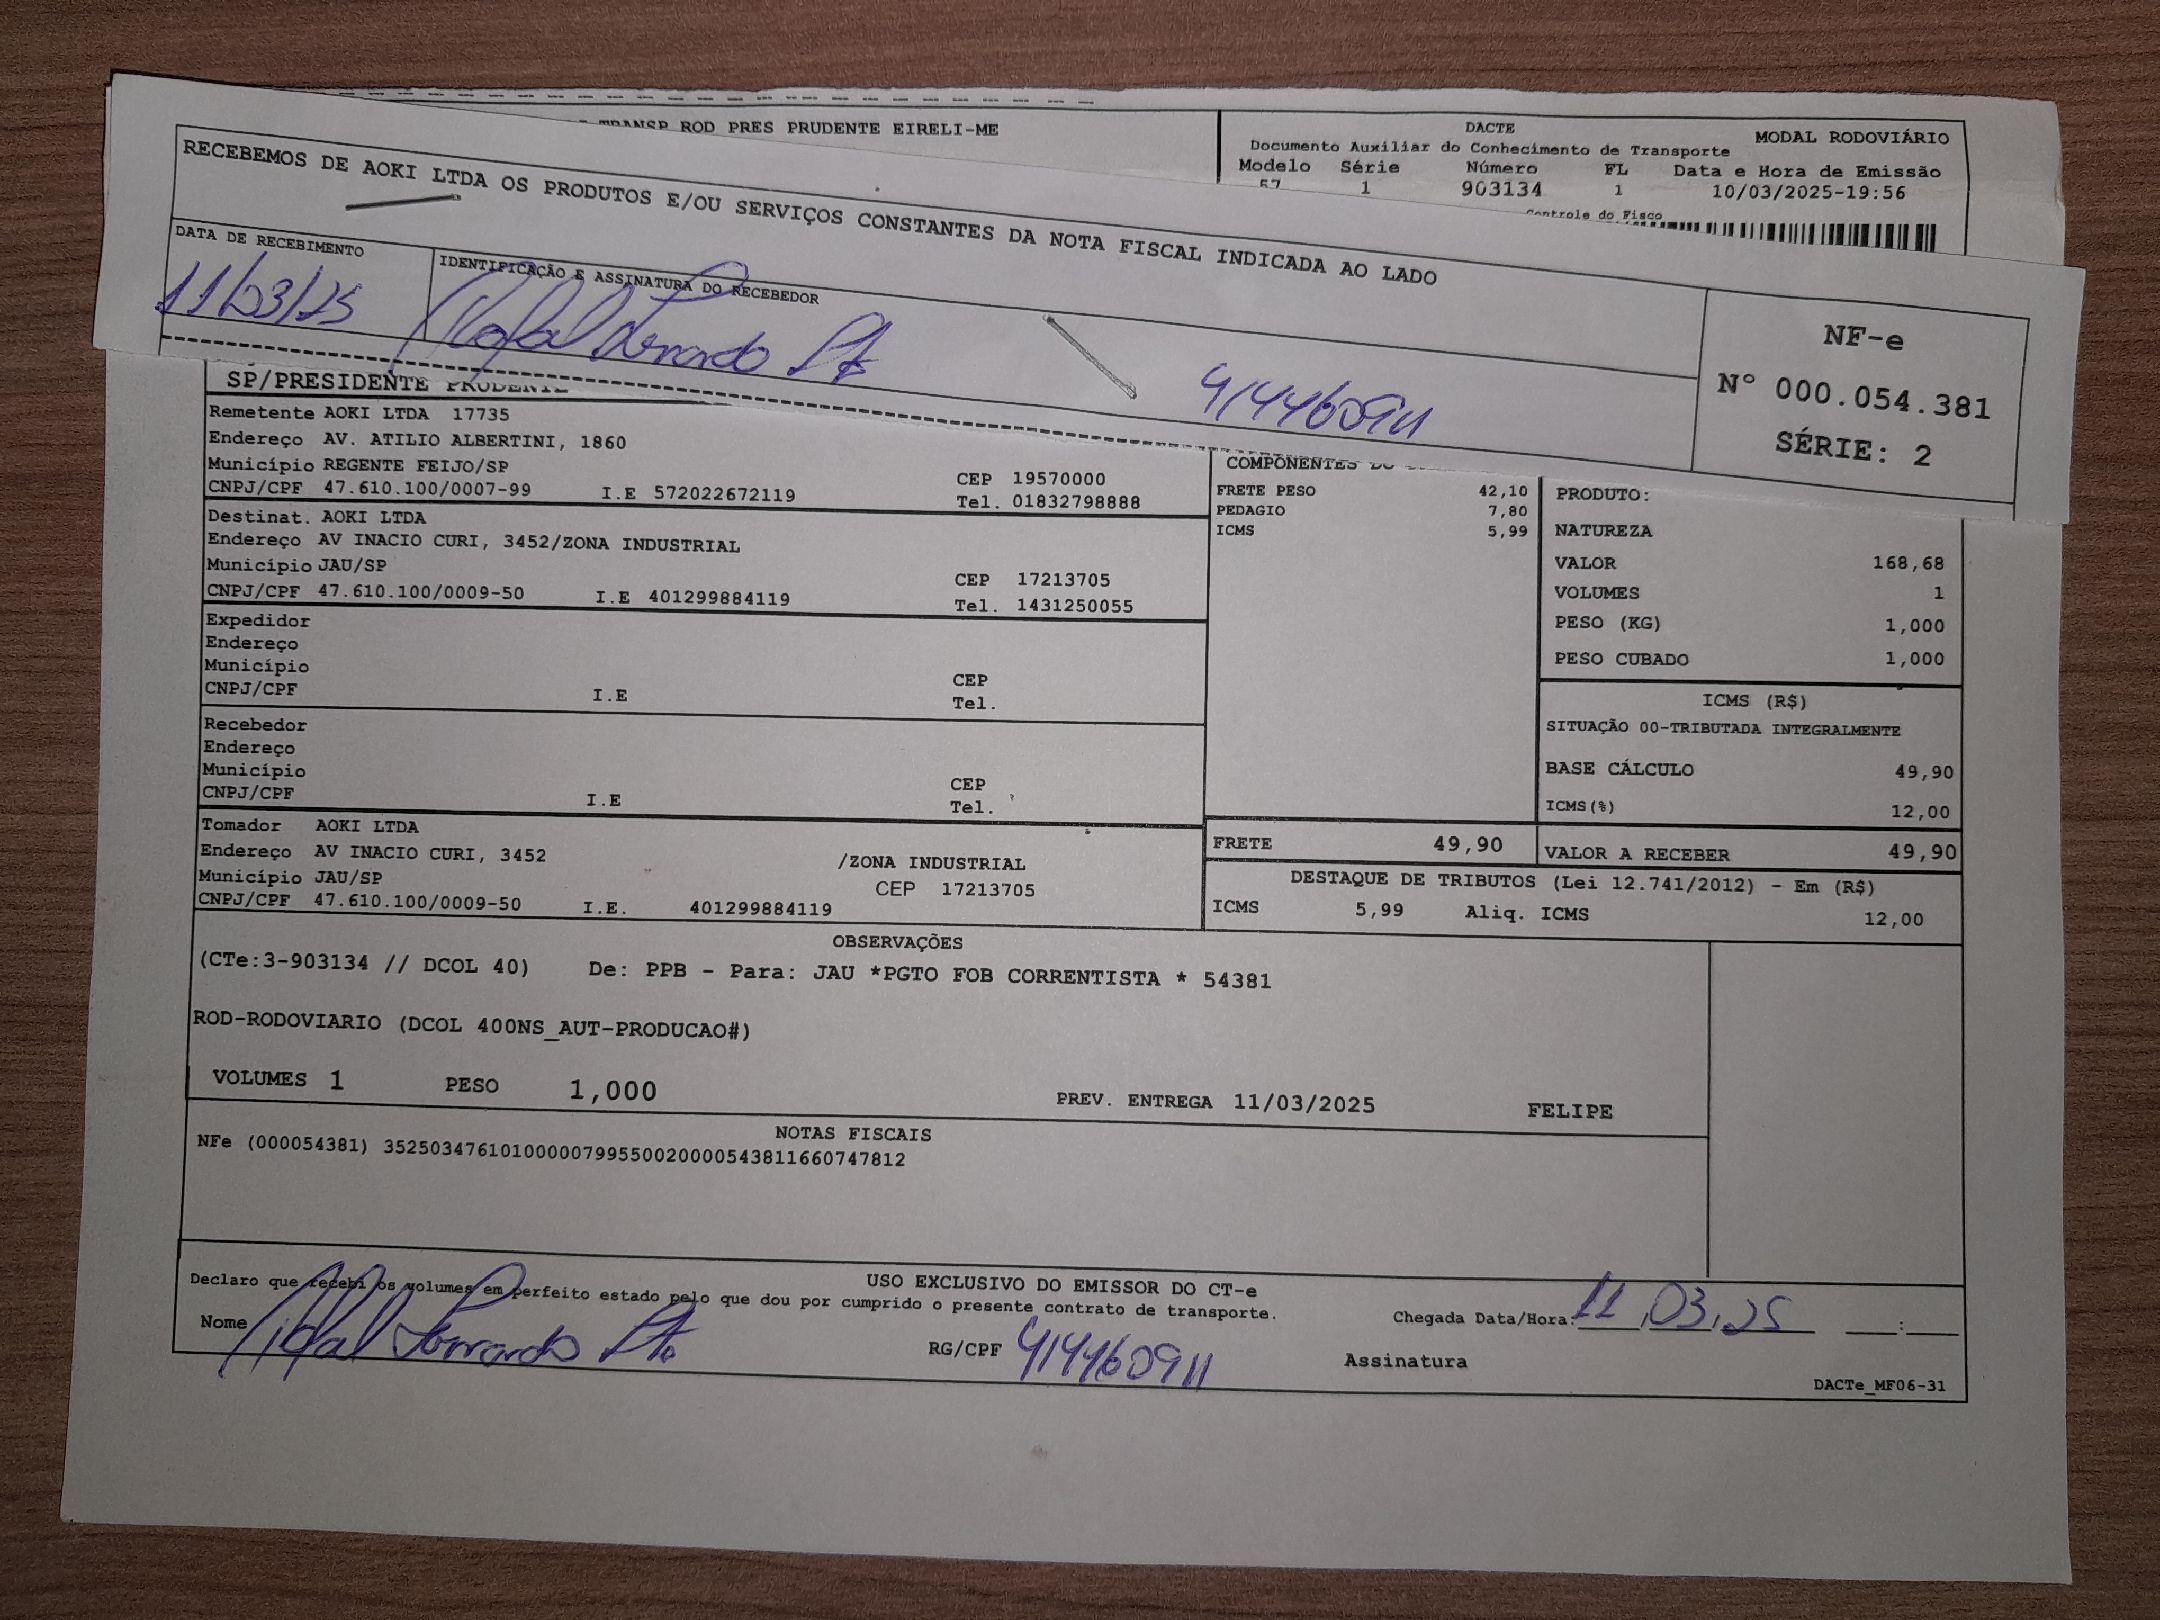 TRANSP ROD PRES PRUDENTE EIRELI-ME
DACTE
MODAL RODOVIÁRIO
Documento Auxiliar do Conhecimento de Transporte
Modelo Série Número FL Data e Hora de Emissão
57 1 903134 1 10/03/2025-19:56
Controle do Fisco
RECEBEMOS DE AOKI LTDA OS PRODUTOS E/OU SERVIÇOS CONSTANTES DA NOTA FISCAL INDICADA AO LADO
DATA DE RECEBIMENTO
IDENTIFICAÇÃO E ASSINATURA DO RECEBEDOR
11/03/25
414460911
NF-e
Nº 000.054.381
SÉRIE: 2
SP/PRESIDENTE PRUDENTE
Remetente AOKI LTDA 17735
Endereço AV. ATILIO ALBERTINI, 1860
Município REGENTE FEIJO/SP CEP 19570000
CNPJ/CPF 47.610.100/0007-99 I.E 572022672119 Tel. 01832798888
Destinat. AOKI LTDA
Endereço AV INACIO CURI, 3452/ZONA INDUSTRIAL
Município JAU/SP CEP 17213705
CNPJ/CPF 47.610.100/0009-50 I.E 401299884119 Tel. 1431250055
Expedidor
Endereço
Município CEP
CNPJ/CPF I.E Tel.
Recebedor
Endereço
Município CEP
CNPJ/CPF I.E Tel.
Tomador AOKI LTDA
Endereço AV INACIO CURI, 3452 /ZONA INDUSTRIAL
Município JAU/SP CEP 17213705
CNPJ/CPF 47.610.100/0009-50 I.E. 401299884119
COMPONENTES
FRETE PESO 42,10
PEDAGIO 7,80
ICMS 5,99
PRODUTO:
NATUREZA
VALOR 168,68
VOLUMES 1
PESO (KG) 1,000
PESO CUBADO 1,000
ICMS (R$)
SITUAÇÃO 00-TRIBUTADA INTEGRALMENTE
BASE CÁLCULO 49,90
ICMS(%) 12,00
FRETE 49,90 VALOR A RECEBER 49,90
DESTAQUE DE TRIBUTOS (Lei 12.741/2012) - Em (R$)
ICMS 5,99 Aliq. ICMS 12,00
OBSERVAÇÕES
(CTe:3-903134 // DCOL 40) De: PPB - Para: JAU *PGTO FOB CORRENTISTA * 54381
ROD-RODOVIARIO (DCOL 400NS_AUT-PRODUCAO#)
VOLUMES 1 PESO 1,000 PREV. ENTREGA 11/03/2025 FELIPE
NOTAS FISCAIS
NFe (000054381) 35250347610100000799550020000543811660747812
USO EXCLUSIVO DO EMISSOR DO CT-e
Declaro que recebi os volumes em perfeito estado pelo que dou por cumprido o presente contrato de transporte.
Chegada Data/Hora: 11 03 25 :
Nome
RG/CPF 414460911
Assinatura
DACTe_MF06-31